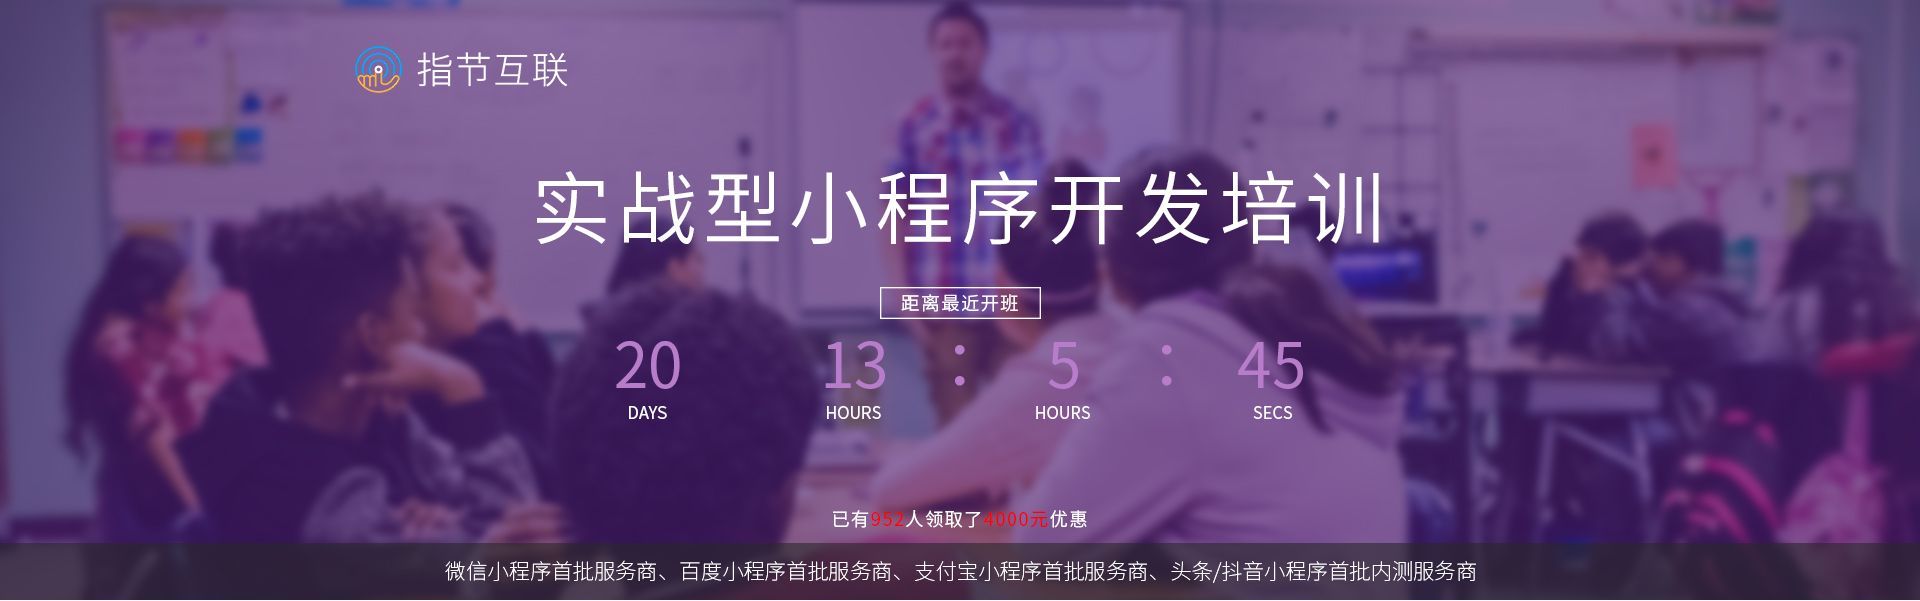 指节互联
实战型小程序开发培训
距离最近开班
20 13 : 5 : 45
DAYS HOURS HOURS SECS
已有952人领取了4000元优惠
微信小程序首批服务商、百度小程序首批服务商、支付宝小程序首批服务商、头条/抖音小程序首批内测服务商